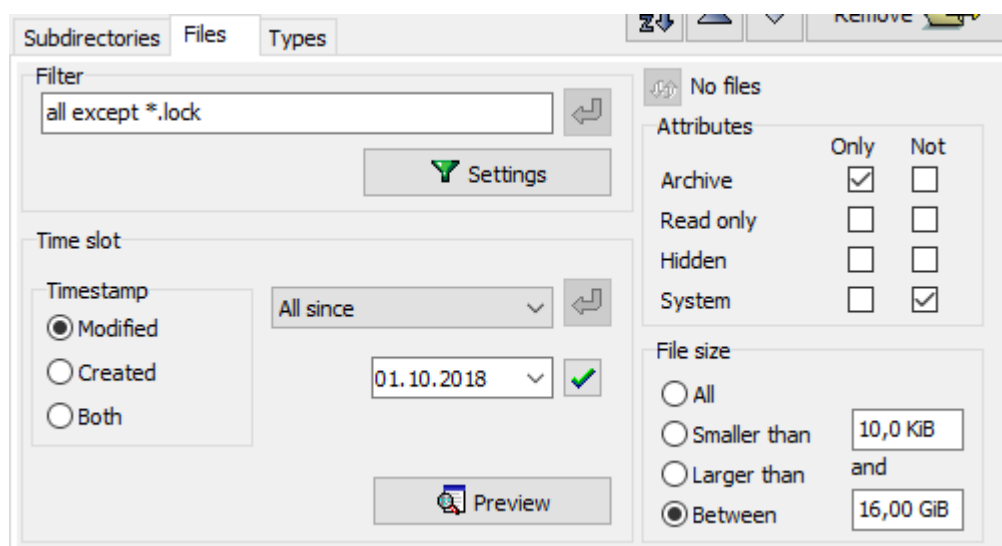 Subdirectories Files Types
Remove
Filter
all except *.lock
Settings
Time slot
Timestamp
Modified
Created
Both
All since
01.10.2018
Preview
No files
Attributes
Only Not
Archive
Read only
Hidden
System
File size
All
Smaller than
10,0 KiB
Larger than
and
Between
16,00 GiB